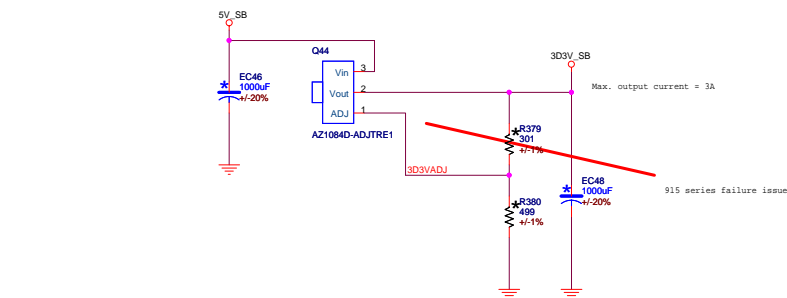 5V_SB
Q44
3D3V_SB
EC46
1000uF
+/-20%
Vin
3
Vout
2
ADJ
1
AZ1084D-ADJTRE1
Max. output current = 3A
R379
301
+/-1%
3D3VADJ
EC48
1000uF
+/-20%
915 series failure issue
R380
499
+/-1%